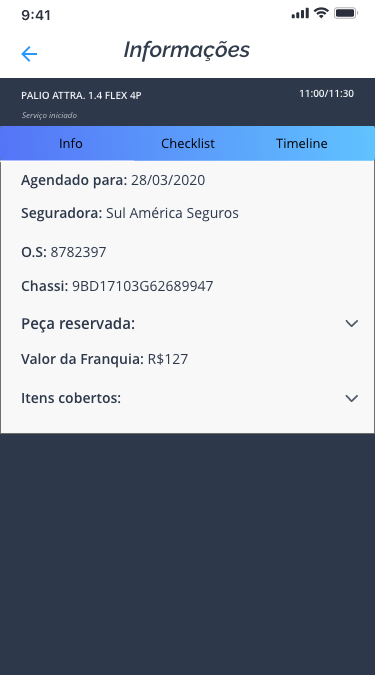 9:41
Informações
PALIO ATTRA. 1.4 FLEX 4P
11:00/11:30
Serviço iniciado
Info
Checklist
Timeline
Agendado para: 28/03/2020
Seguradora: Sul América Seguros
O.S: 8782397
Chassi: 9BD17103G62689947
Peça reservada:
Valor da Franquia: R$127
Itens cobertos: